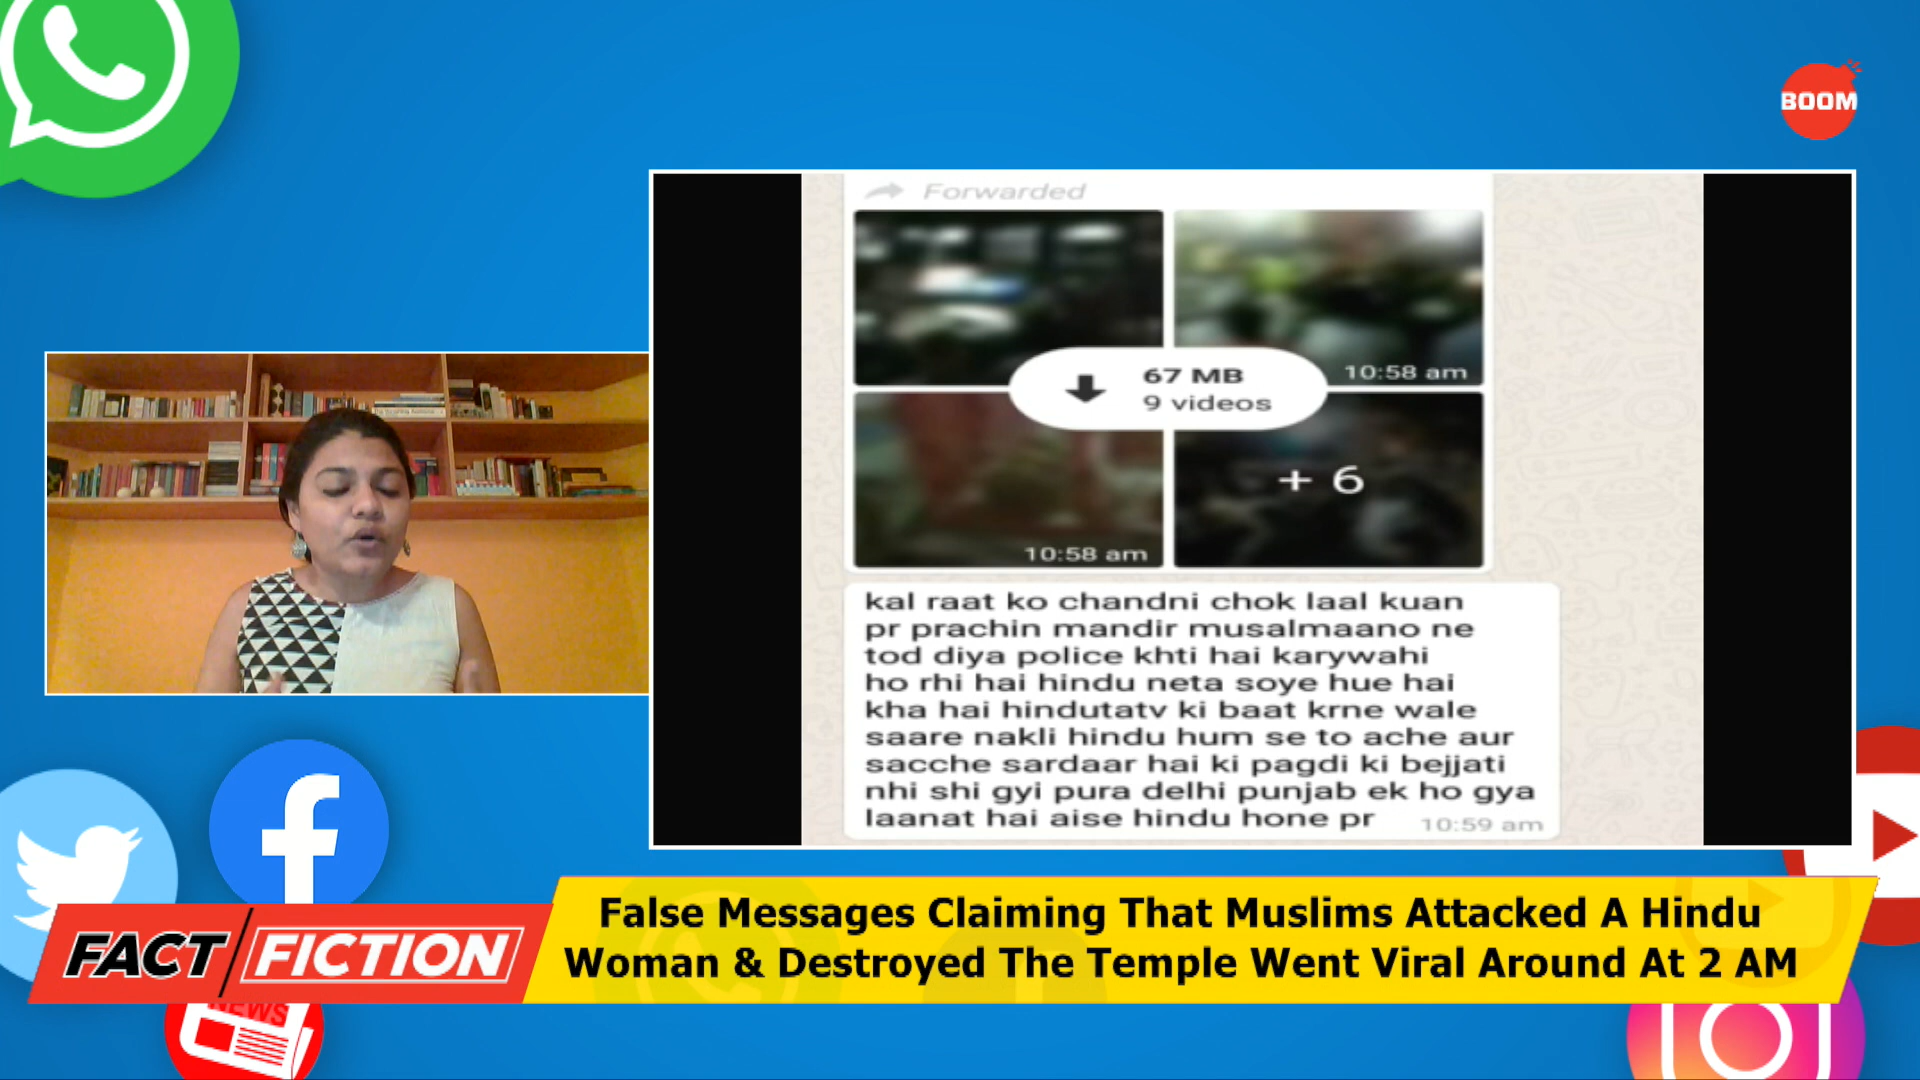 BOOM
Forwarded
67 MB
9 videos
10:58 am
+ 6
10:58 am
kal raat ko chandni chok laal kuan
pr prachin mandir musalmaano ne
tod diya police khti hai karywahi
ho rhi hai hindu neta soye hue hai
kha hai hindutatv ki baat krne wale
saare nakli hindu hum se to ache aur
sacche sardaar hai ki pagdi ki bejjati
nhi shi gyi pura delhi punjab ek ho gya
laanat hai aise hindu hone pr
10:59 am
False Messages Claiming That Muslims Attacked A Hindu
Woman & Destroyed The Temple Went Viral Around At 2 AM
FACT FICTION
NEWS